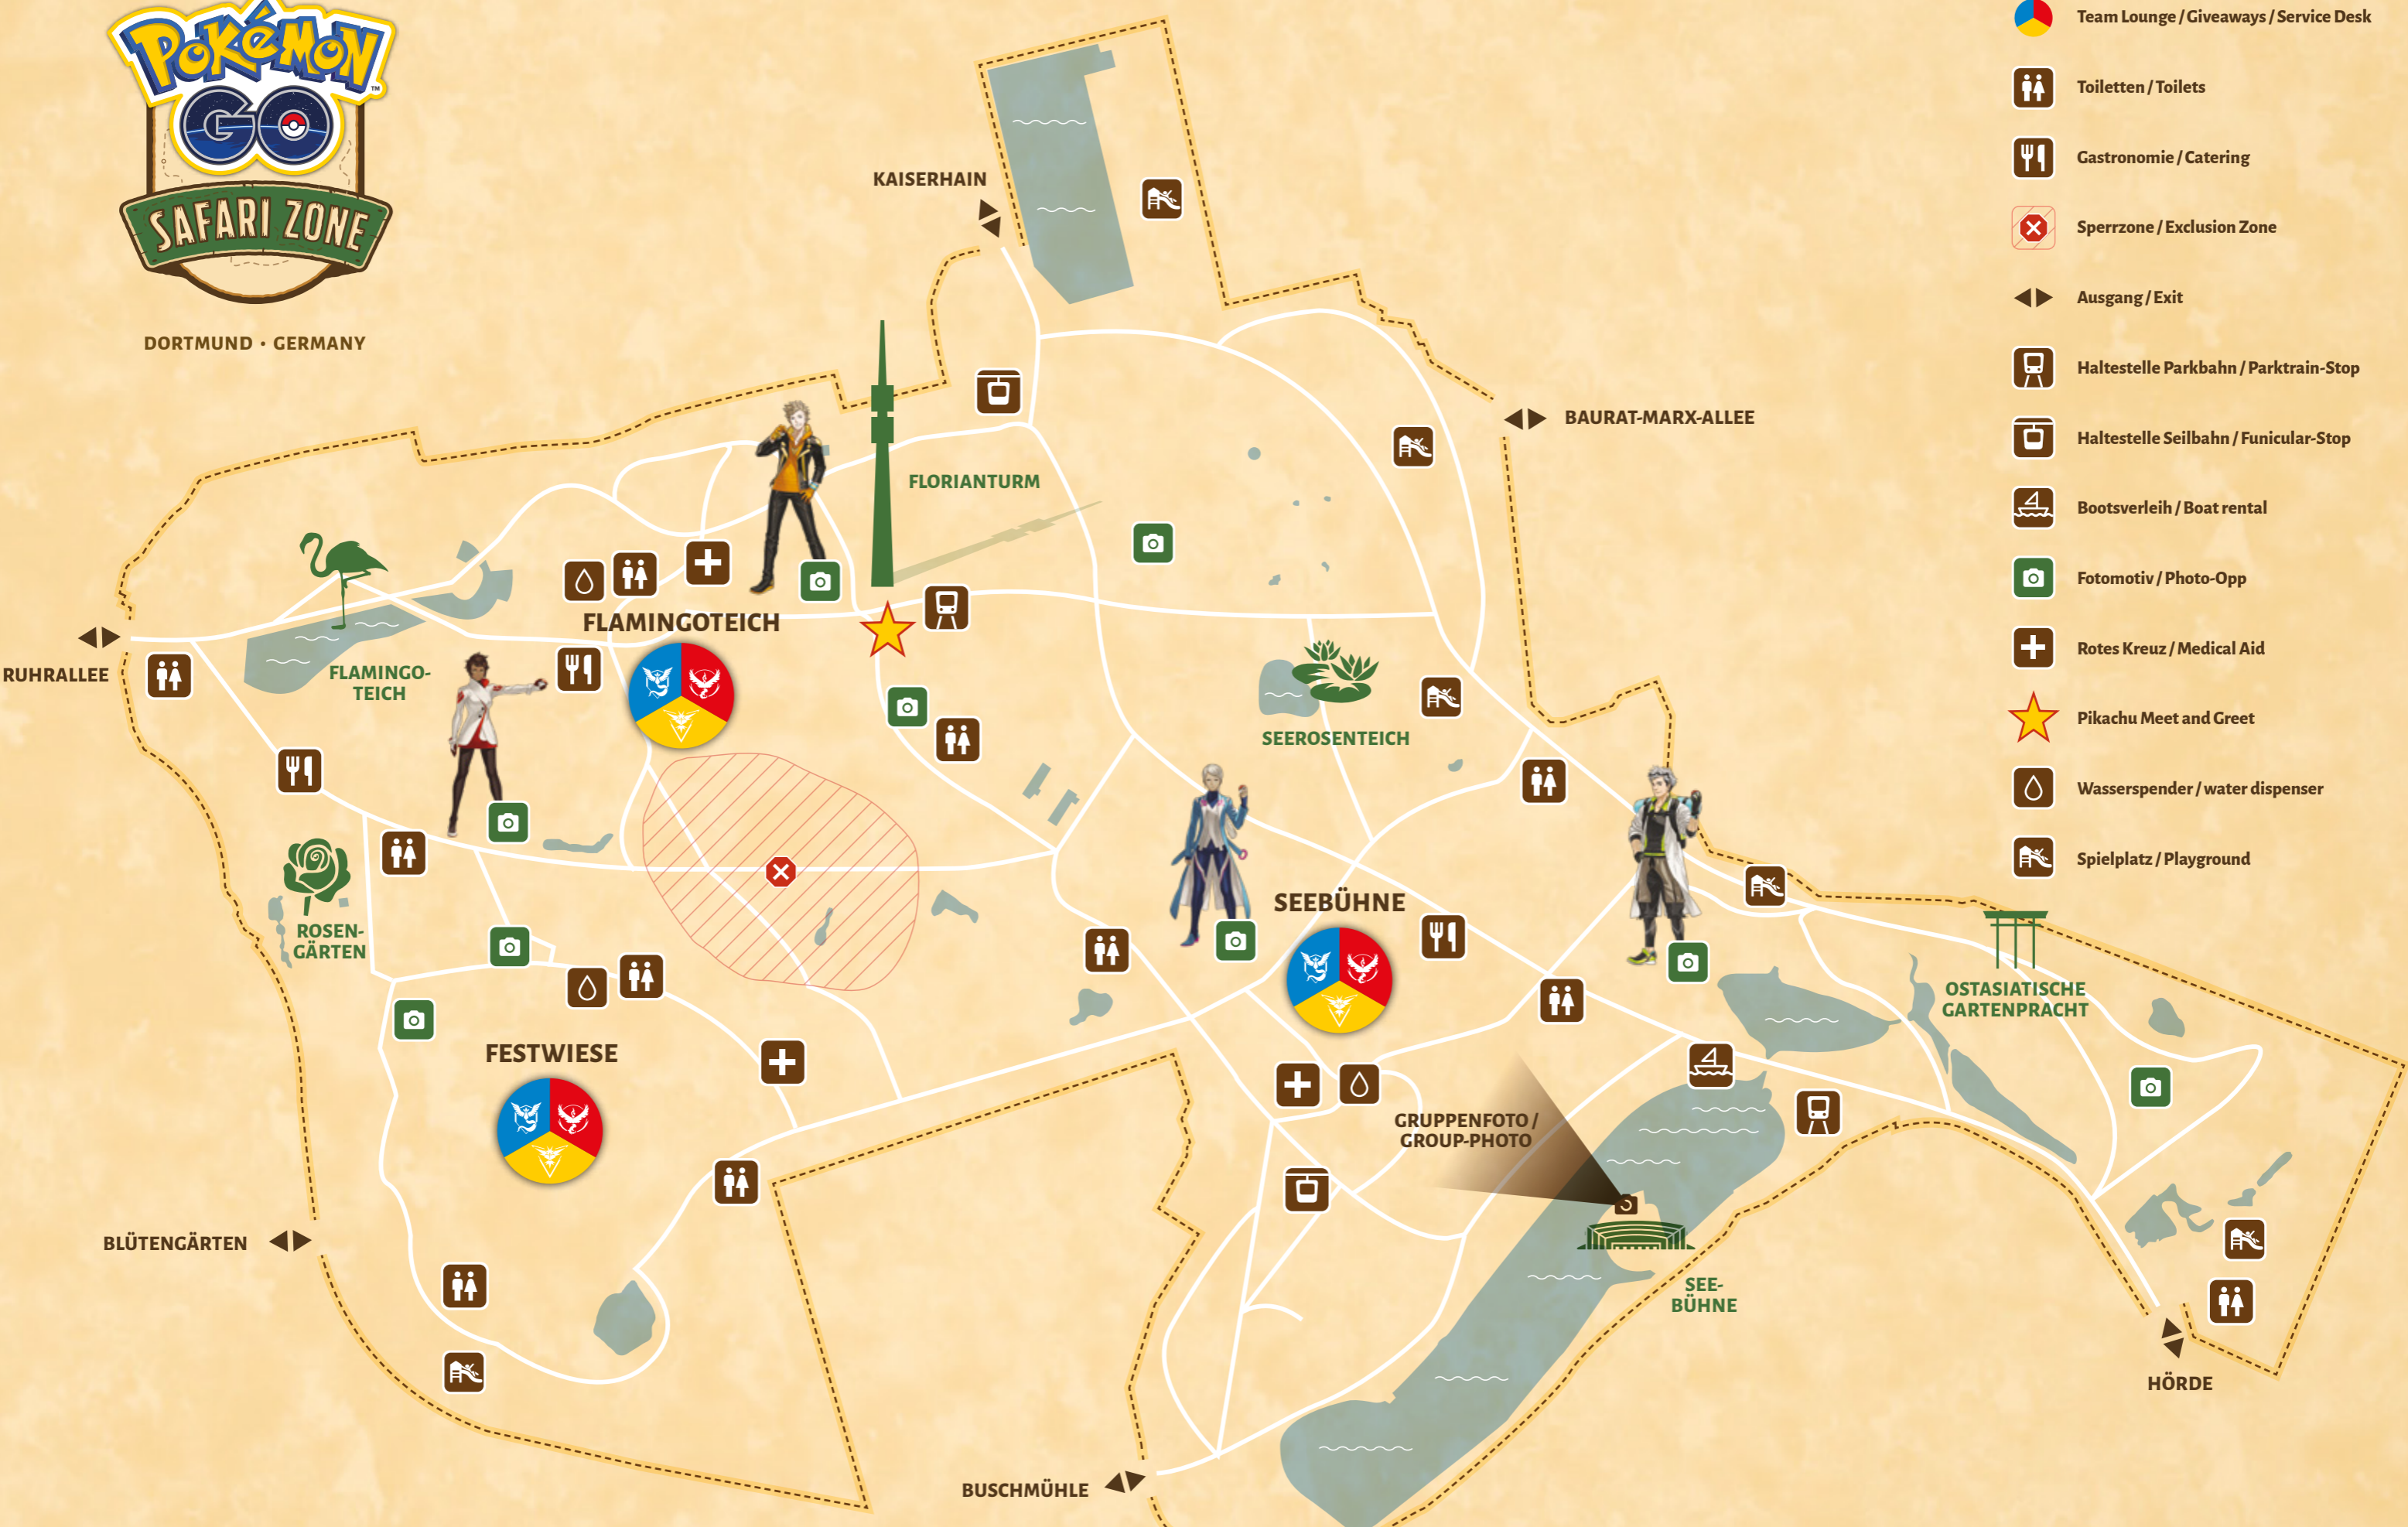 POKÉMON
GO
™
SAFARI ZONE
DORTMUND • GERMANY
Team Lounge / Giveaways / Service Desk
Toiletten / Toilets
Gastronomie / Catering
Sperrzone / Exclusion Zone
Ausgang / Exit
Haltestelle Parkbahn / Parktrain-Stop
Haltestelle Seilbahn / Funicular-Stop
Bootsverleih / Boat rental
Fotomotiv / Photo-Opp
Rotes Kreuz / Medical Aid
Pikachu Meet and Greet
Wasserspender / water dispenser
Spielplatz / Playground
KAISERHAIN
BAURAT-MARX-ALLEE
FLORIANTURM
FLAMINGOTEICH
RUHRALLEE
FLAMINGO-
TEICH
SEEROSENTEICH
SEEBÜHNE
ROSEN-
GÄRTEN
OSTASIATISCHE
GARTENPRACHT
FESTWIESE
GRUPPENFOTO /
GROUP-PHOTO
BLÜTENGÄRTEN
SEE-
BÜHNE
HÖRDE
BUSCHMÜHLE